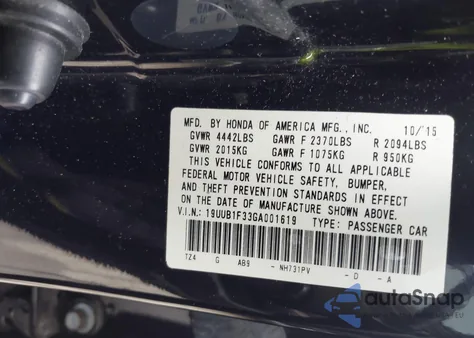 MFD. BY HONDA OF AMERICA MFG., INC. 10/15
GVWR 4442LBS GAWR F 2370LBS R 2094LBS
GVWR 2015KG GAWR F 1075KG R 950KG
THIS VEHICLE CONFORMS TO ALL APPLICABLE
FEDERAL MOTOR VEHICLE SAFETY, BUMPER,
AND THEFT PREVENTION STANDARDS IN EFFECT
ON THE DATE OF MANUFACTURE SHOWN ABOVE.
V.I.N.: 19UUB1F33GA001619 TYPE: PASSENGER CAR
TZ4 G AB9 - NH731PV - D - A
autoSnap